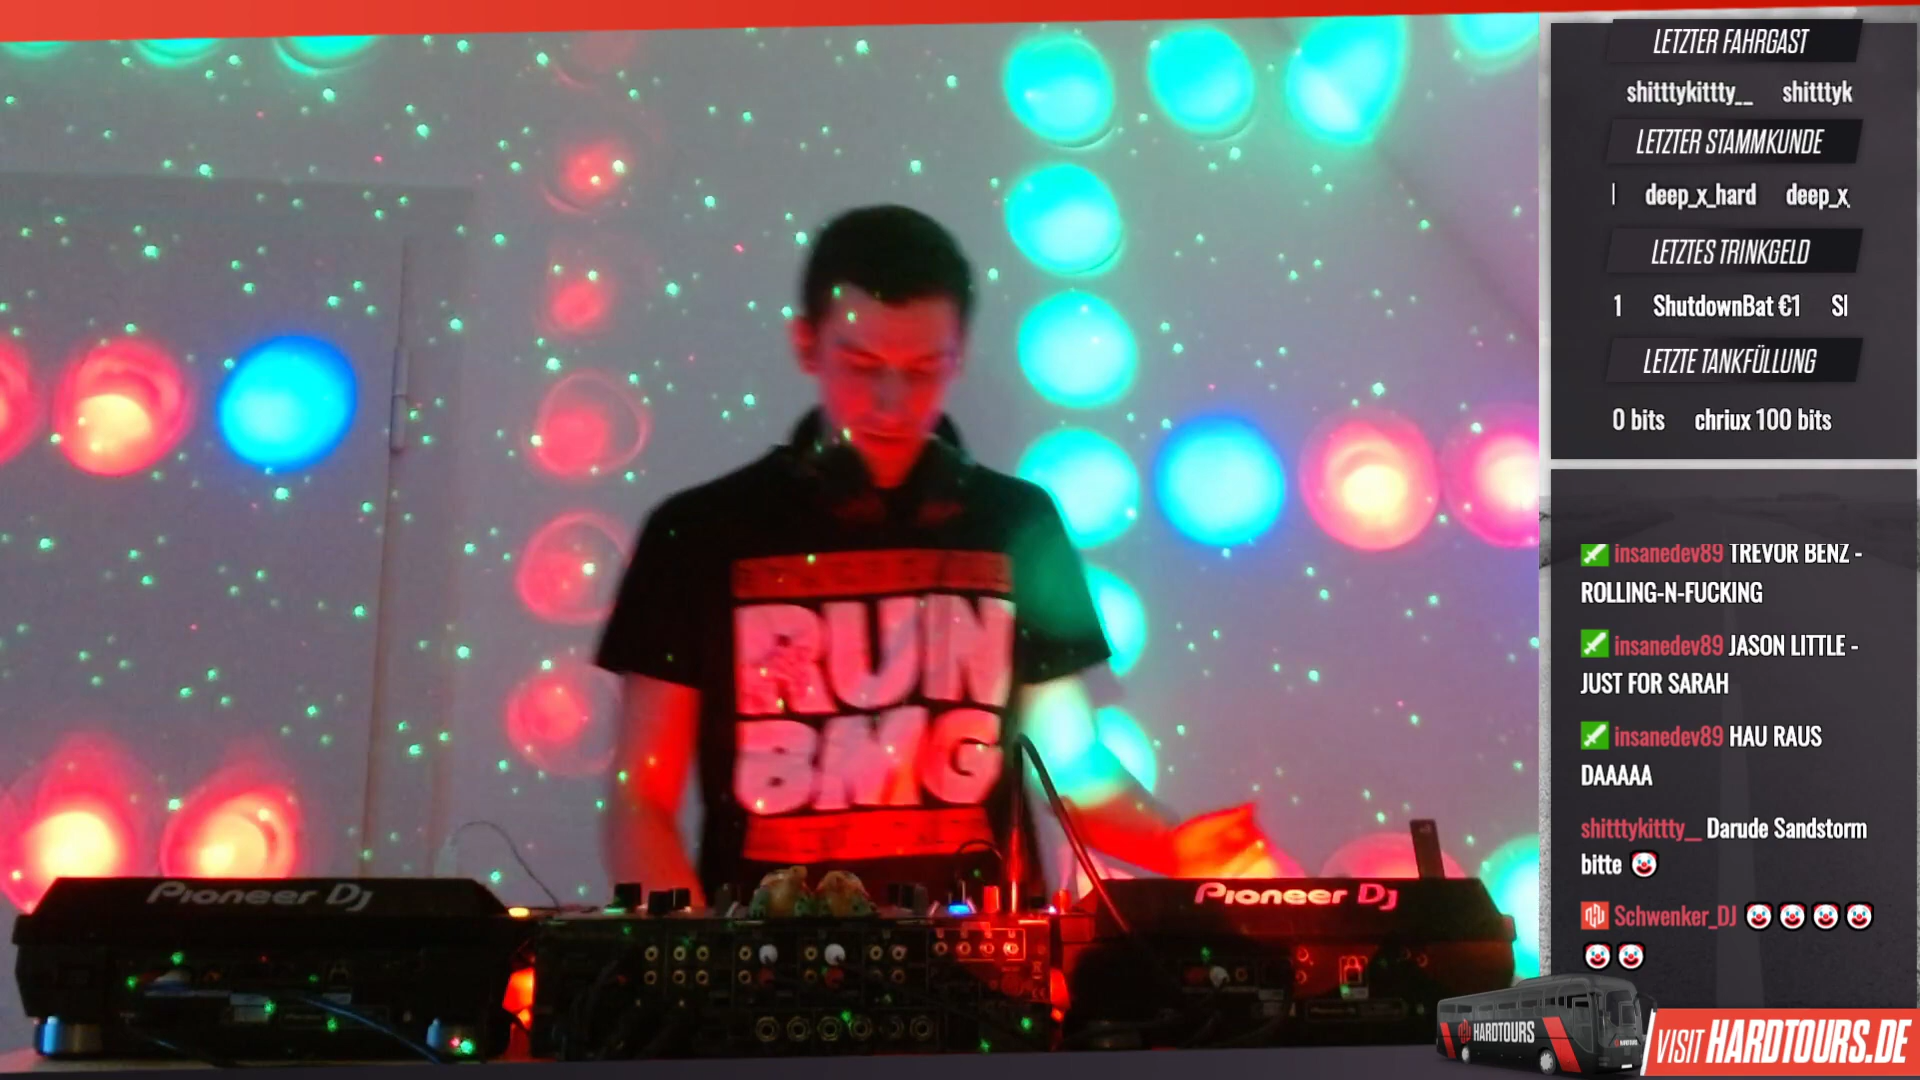 LETZTER FAHRGAST
shitttykittty__ shitttyk
LETZTER STAMMKUNDE
deep_x_hard deep_x
LETZTES TRINKGELD
1 ShutdownBat €1
LETZTE TANKFÜLLUNG
0 bits chriux 100 bits
insanedev89 TREVOR BENZ -
ROLLING-N-FUCKING
insanedev89 JASON LITTLE -
JUST FOR SARAH
insanedev89 HAU RAUS
DAAAAA
shitttykittty__ Darude Sandstorm
bitte 🤡
Schwenker_DJ 🤡🤡🤡🤡
🤡🤡
RUN
BMG
Pioneer Dj
Pioneer Dj
HARDTOURS
VISIT HARDTOURS.DE